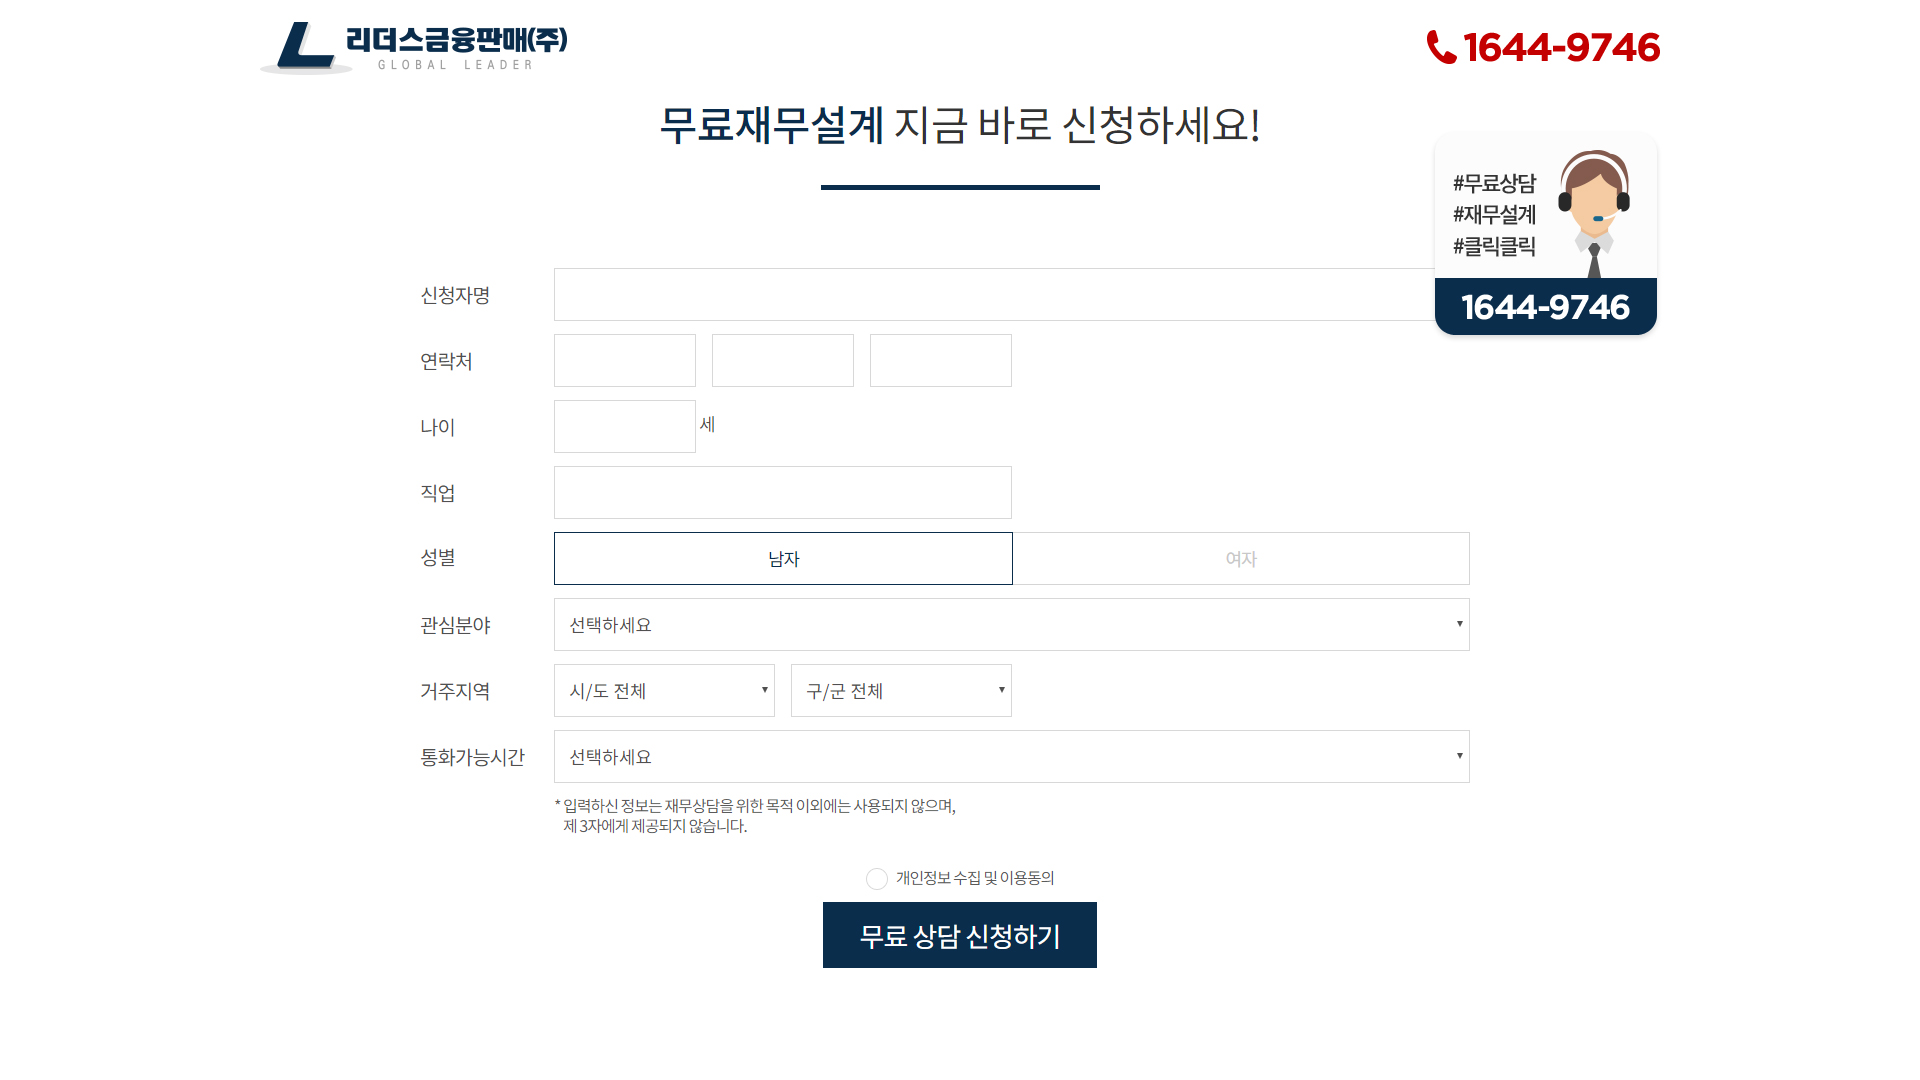 리더스금융판매(주)
GLOBAL LEADER
1644-9746
무료재무설계 지금 바로 신청하세요!
#무료상담
#재무설계
#클릭클릭
1644-9746
신청자명
연락처
나이
세
직업
성별
남자
여자
관심분야
선택하세요
거주지역
시/도 전체
구/군 전체
통화가능시간
선택하세요
* 입력하신 정보는 재무상담을 위한 목적 이외에는 사용되지 않으며,
제 3자에게 제공되지 않습니다.
개인정보 수집 및 이용동의
무료 상담 신청하기